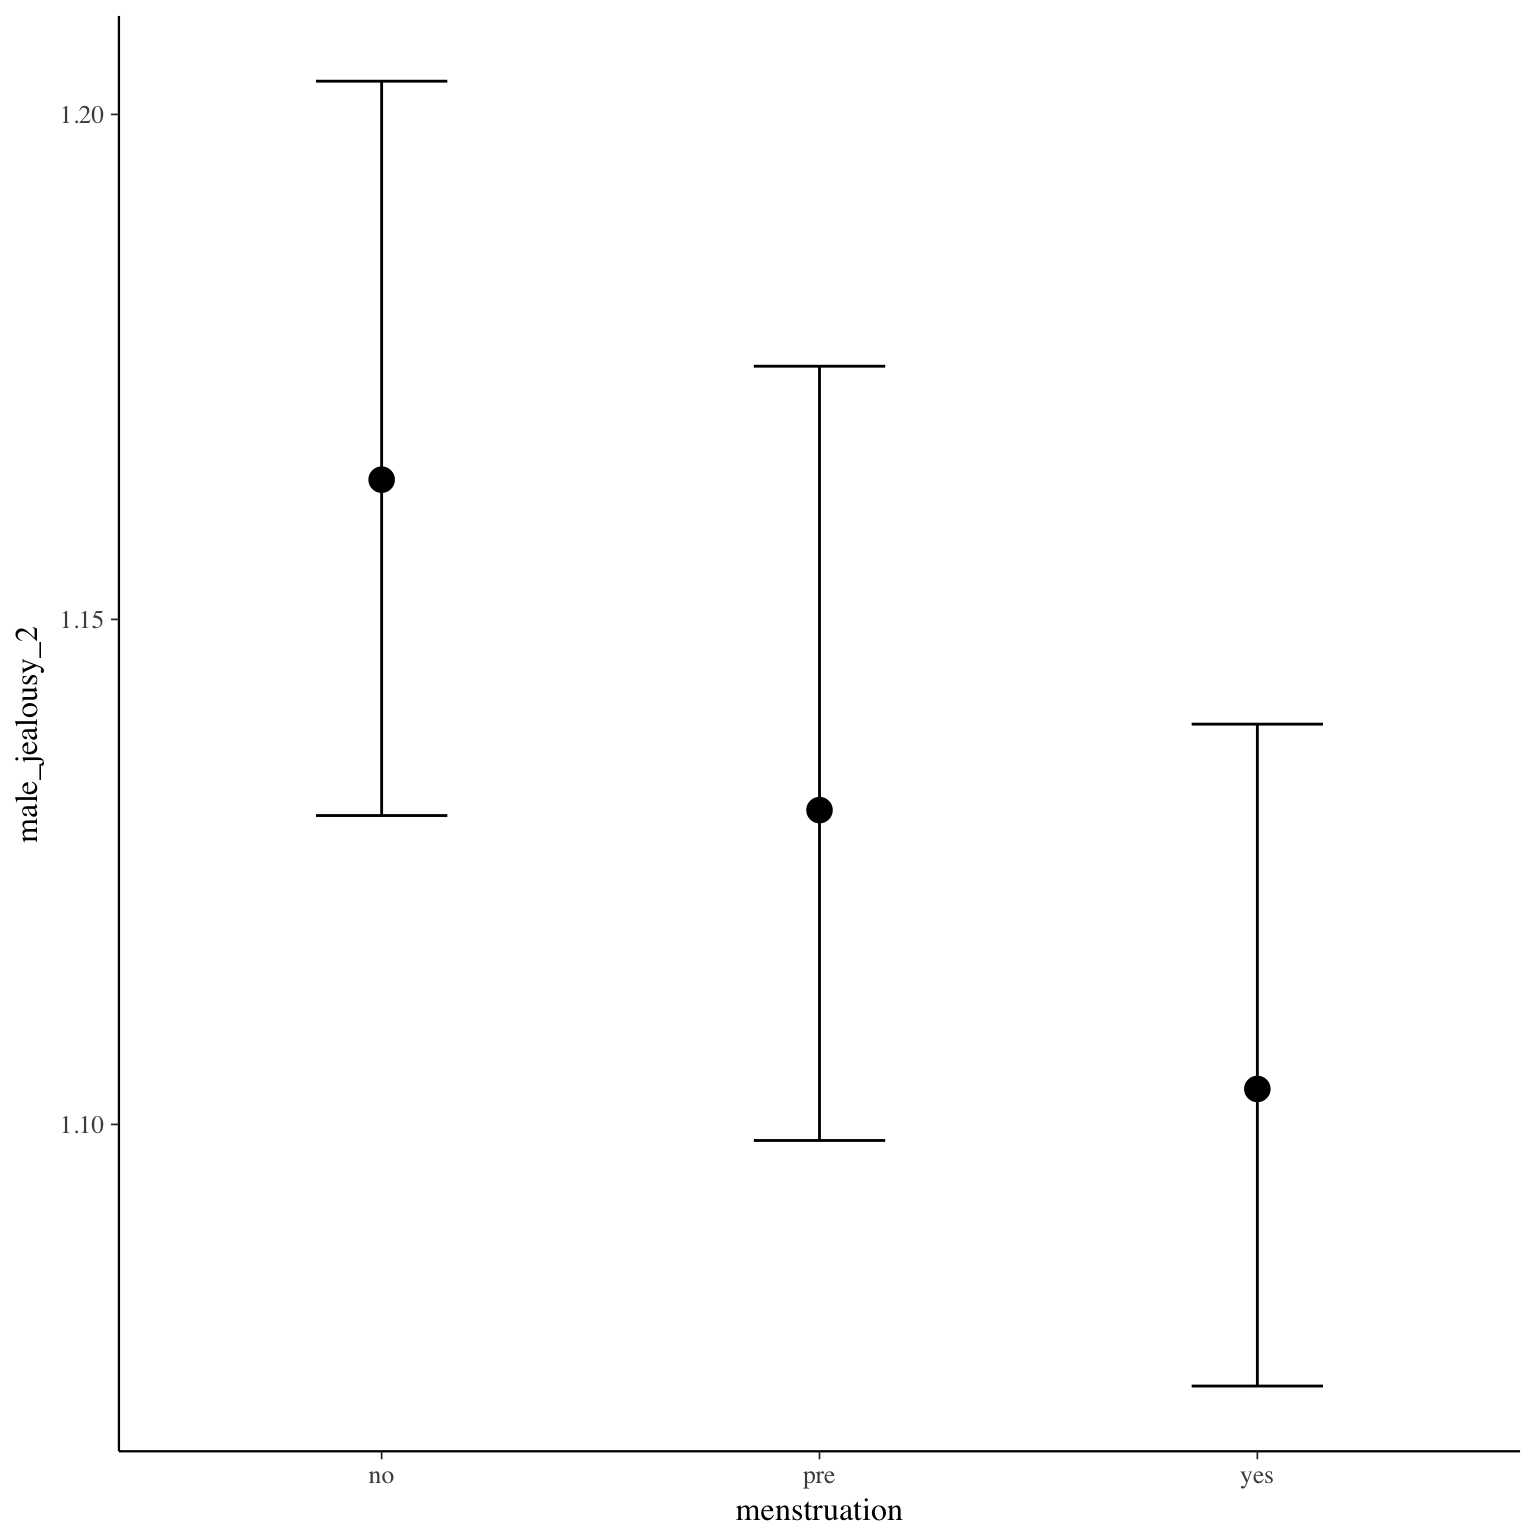 1.20
1.15
1.10
male_jealousy_2
no pre yes
menstruation